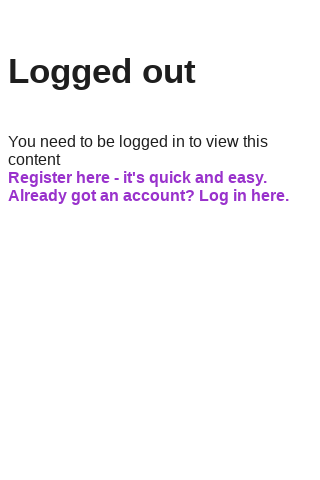 Logged out
You need to be logged in to view this
content
Register here - it's quick and easy.
Already got an account? Log in here.